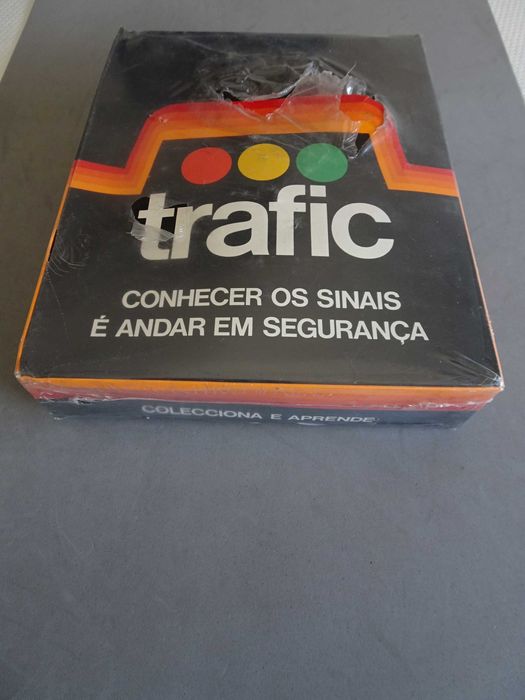 trafic
CONHECER OS SINAIS
É ANDAR EM SEGURANÇA
COLECCIONA E APRENDE